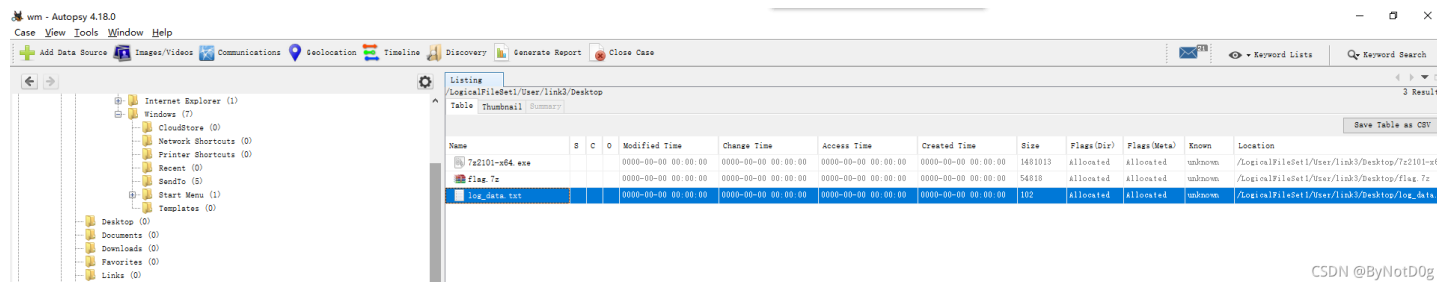 wm - Autopsy 4.18.0
Case View Tools Window Help
Add Data Source Images/Videos Communications Geolocation Timeline Discovery Generate Report Close Case 21 Keyword Lists Keyword Search
Listing
/LogicalFileSet1/User/link3/Desktop 3 Result
Table Thumbnail Summary
Save Table as CSV
Name S C O Modified Time Change Time Access Time Created Time Size Flags(Dir) Flags(Meta) Known Location
7z2101-x64.exe 0000-00-00 00:00:00 0000-00-00 00:00:00 0000-00-00 00:00:00 0000-00-00 00:00:00 1481013 Allocated Allocated unknown /LogicalFileSet1/User/link3/Desktop/7z2101-x6
flag.7z 0000-00-00 00:00:00 0000-00-00 00:00:00 0000-00-00 00:00:00 0000-00-00 00:00:00 54818 Allocated Allocated unknown /LogicalFileSet1/User/link3/Desktop/flag.7z
log_data.txt 0000-00-00 00:00:00 0000-00-00 00:00:00 0000-00-00 00:00:00 0000-00-00 00:00:00 102 Allocated Allocated unknown /LogicalFileSet1/User/link3/Desktop/log_data.
Internet Explorer (1)
Windows (7)
CloudStore (0)
Network Shortcuts (0)
Printer Shortcuts (0)
Recent (0)
SendTo (5)
Start Menu (1)
Templates (0)
Desktop (0)
Documents (0)
Downloads (0)
Favorites (0)
Links (0)
CSDN @ByNotD0g